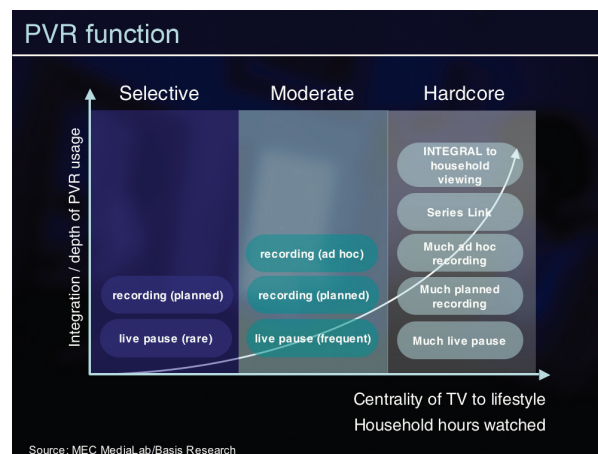 PVR function
Selective
Moderate
Hardcore
Integration / depth of PVR usage
INTEGRAL to
household
viewing
Series Link
recording (ad hoc)
Much ad hoc
recording
recording (planned)
recording (planned)
Much planned
recording
live pause (rare)
live pause (frequent)
Much live pause
Centrality of TV to lifestyle
Household hours watched
Source: MEC MediaLab/Basis Research